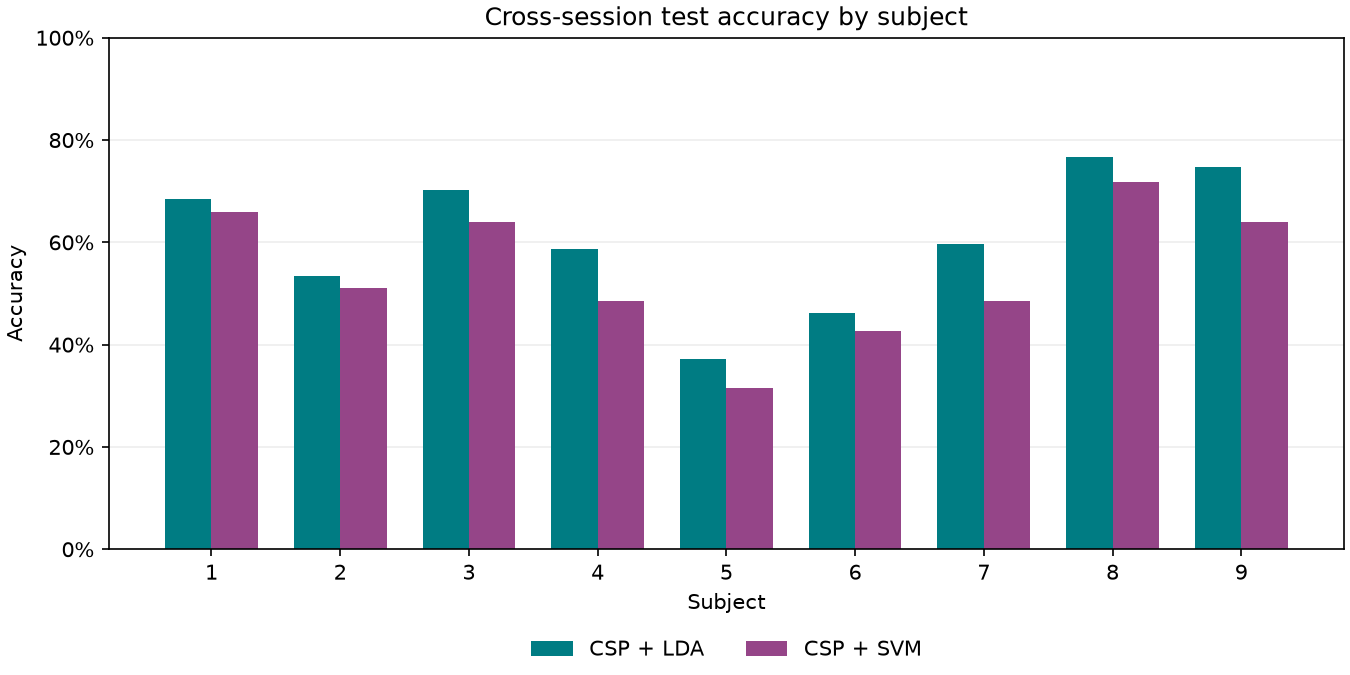 Cross-session test accuracy by subject
100%
80%
60%
40%
20%
0%
Accuracy
1 2 3 4 5 6 7 8 9
Subject
CSP + LDA CSP + SVM